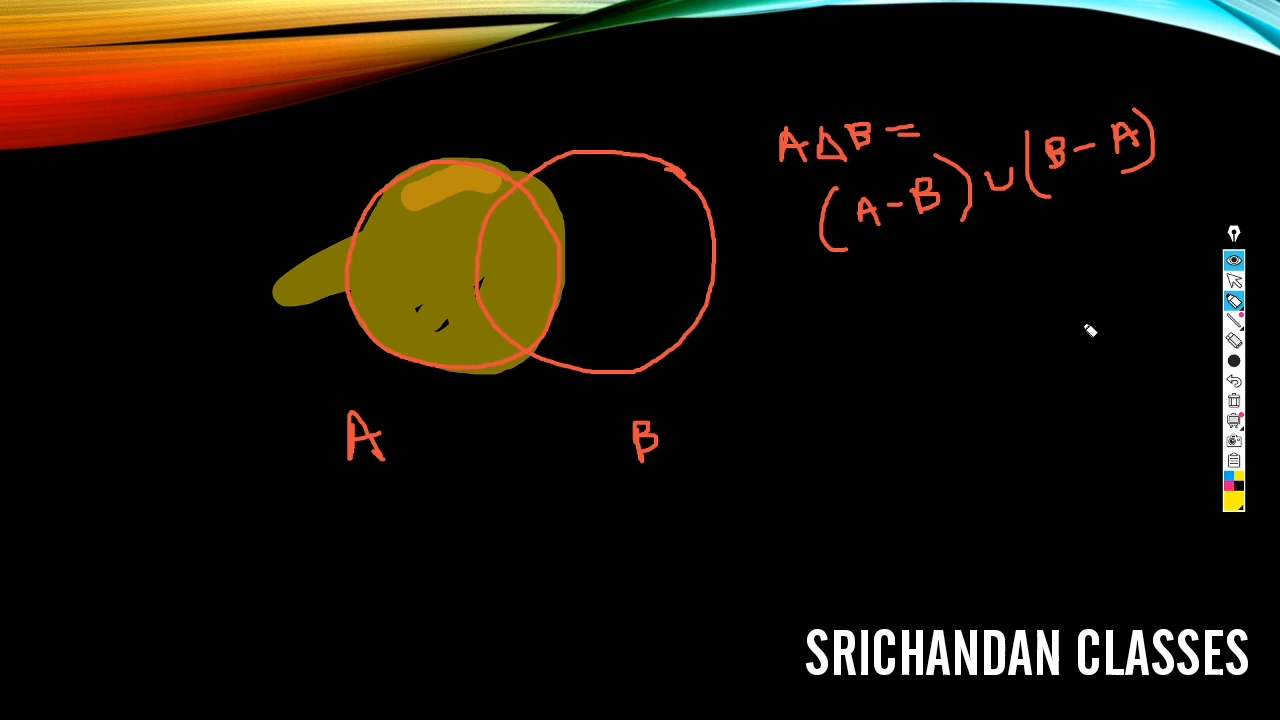 A Δ B =
(A - B) ∪ (B - A)
A
B
SRICHANDAN CLASSES